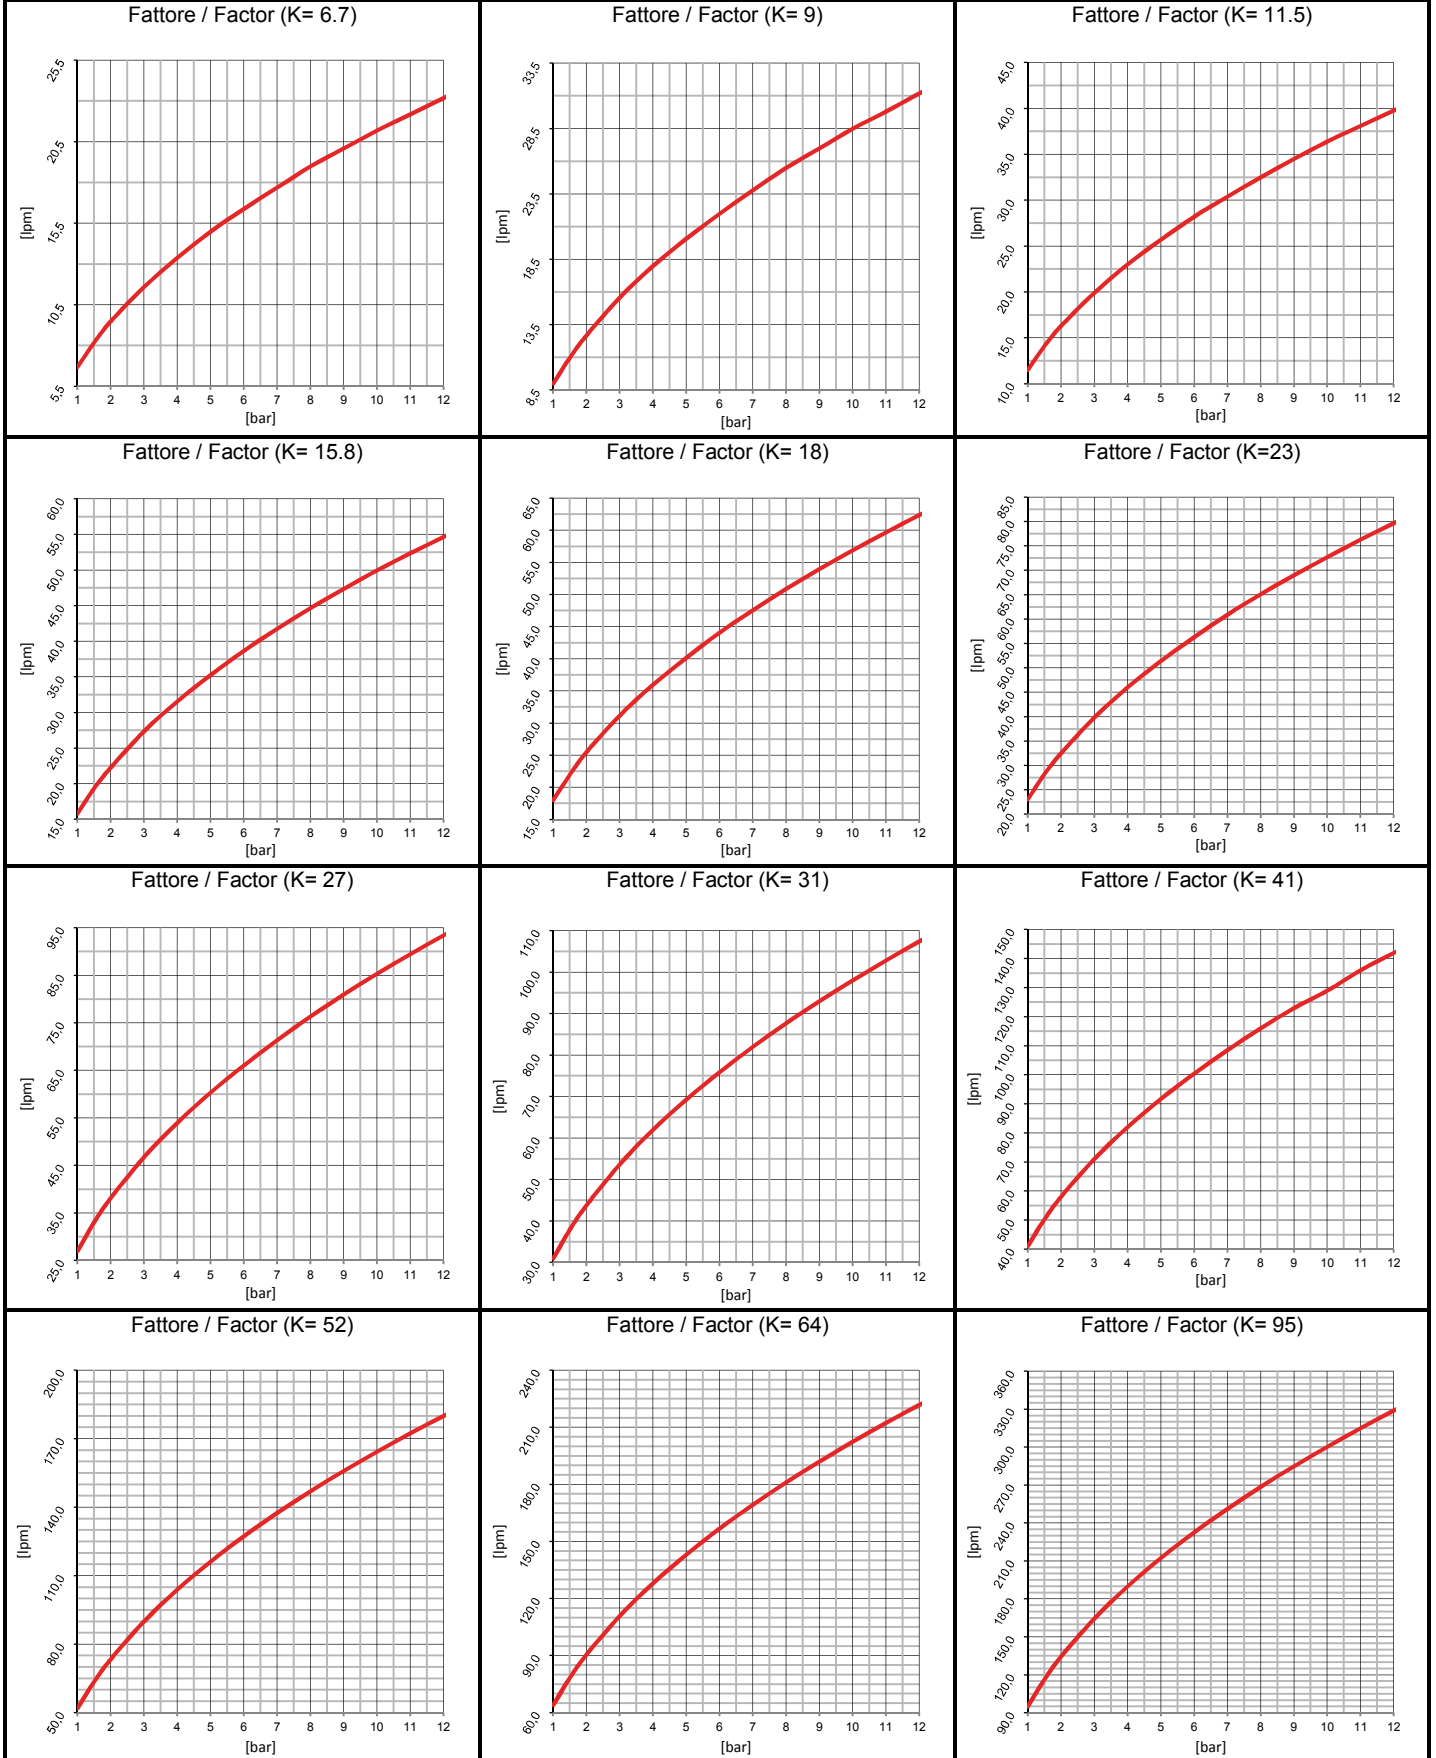 Fattore / Factor (K= 6.7)
25.5
20.5
15.5
10.5
5.5
[lpm]
1 2 3 4 5 6 7 8 9 10 11 12
[bar]
Fattore / Factor (K= 9)
33.5
28.5
23.5
18.5
13.5
8.5
[lpm]
1 2 3 4 5 6 7 8 9 10 11 12
[bar]
Fattore / Factor (K= 11.5)
45.0
40.0
35.0
30.0
25.0
20.0
15.0
10.0
[lpm]
1 2 3 4 5 6 7 8 9 10 11 12
[bar]
Fattore / Factor (K= 15.8)
60.0
55.0
50.0
45.0
40.0
35.0
30.0
25.0
20.0
15.0
[lpm]
1 2 3 4 5 6 7 8 9 10 11 12
[bar]
Fattore / Factor (K= 18)
65.0
60.0
55.0
50.0
45.0
40.0
35.0
30.0
25.0
20.0
15.0
[lpm]
1 2 3 4 5 6 7 8 9 10 11 12
[bar]
Fattore / Factor (K=23)
85.0
80.0
75.0
70.0
65.0
60.0
55.0
50.0
45.0
40.0
35.0
30.0
25.0
20.0
[lpm]
1 2 3 4 5 6 7 8 9 10 11 12
[bar]
Fattore / Factor (K= 27)
95.0
85.0
75.0
65.0
55.0
45.0
35.0
25.0
[lpm]
1 2 3 4 5 6 7 8 9 10 11 12
[bar]
Fattore / Factor (K= 31)
110.0
100.0
90.0
80.0
70.0
60.0
50.0
40.0
30.0
[lpm]
1 2 3 4 5 6 7 8 9 10 11 12
[bar]
Fattore / Factor (K= 41)
150.0
140.0
130.0
120.0
110.0
100.0
90.0
80.0
70.0
60.0
50.0
40.0
[lpm]
1 2 3 4 5 6 7 8 9 10 11 12
[bar]
Fattore / Factor (K= 52)
200.0
170.0
140.0
110.0
80.0
50.0
[lpm]
1 2 3 4 5 6 7 8 9 10 11 12
[bar]
Fattore / Factor (K= 64)
240.0
210.0
180.0
150.0
120.0
90.0
60.0
[lpm]
1 2 3 4 5 6 7 8 9 10 11 12
[bar]
Fattore / Factor (K= 95)
360.0
330.0
300.0
270.0
240.0
210.0
180.0
150.0
120.0
90.0
[lpm]
1 2 3 4 5 6 7 8 9 10 11 12
[bar]